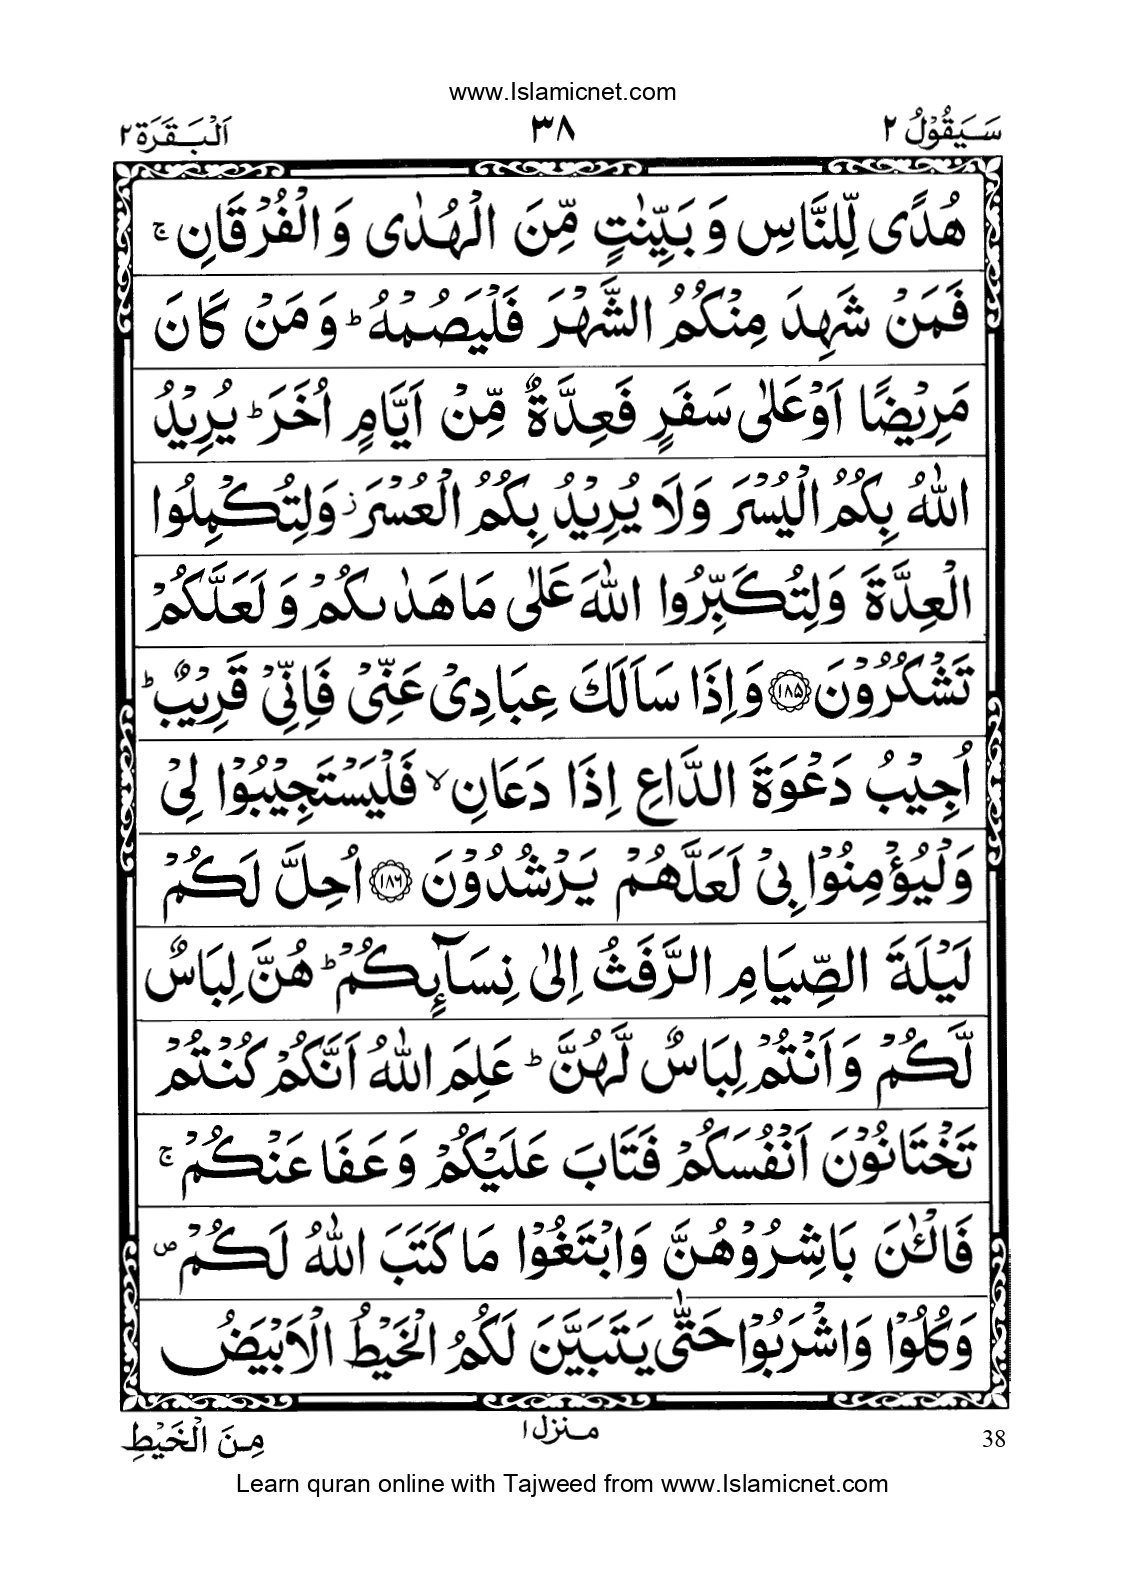 www.Islamicnet.com
سَيَقُوْلُ ٢ ٣٨ اَلْبَقَرَة ٢
هُدًى لِّلنَّاسِ وَ بَيِّنٰتٍ مِّنَ الْهُدٰى وَ الْفُرْقَانِ ۚ
فَمَنْ شَهِدَ مِنْكُمُ الشَّهْرَ فَلْيَصُمْهُ ؕ وَ مَنْ كَانَ
مَرِيْضًا اَوْ عَلٰى سَفَرٍ فَعِدَّةٌ مِّنْ اَيَّامٍ اُخَرَ ؕ يُرِيْدُ
اللّٰهُ بِكُمُ الْيُسْرَ وَلَا يُرِيْدُ بِكُمُ الْعُسْرَ ؗ وَلِتُكْمِلُوا
الْعِدَّةَ وَلِتُكَبِّرُوا اللّٰهَ عَلٰى مَا هَدٰىكُمْ وَ لَعَلَّكُمْ
تَشْكُرُوْنَ ۝١٨٥ وَاِذَا سَاَلَكَ عِبَادِىْ عَنِّىْ فَاِنِّىْ قَرِيْبٌ ؕ
اُجِيْبُ دَعْوَةَ الدَّاعِ اِذَا دَعَانِ ۙ فَلْيَسْتَجِيْبُوْا لِىْ
وَلْيُؤْمِنُوْا بِىْ لَعَلَّهُمْ يَرْشُدُوْنَ ۝١٨٦ اُحِلَّ لَكُمْ
لَيْلَةَ الصِّيَامِ الرَّفَثُ اِلٰى نِسَآىِٕكُمْ ؕ هُنَّ لِبَاسٌ
لَّكُمْ وَ اَنْتُمْ لِبَاسٌ لَّهُنَّ ؕ عَلِمَ اللّٰهُ اَنَّكُمْ كُنْتُمْ
تَخْتَانُوْنَ اَنْفُسَكُمْ فَتَابَ عَلَيْكُمْ وَ عَفَا عَنْكُمْ ۚ
فَالْـٰٔنَ بَاشِرُوْهُنَّ وَابْتَغُوْا مَا كَتَبَ اللّٰهُ لَكُمْ ۪
وَكُلُوْا وَاشْرَبُوْا حَتّٰى يَتَبَيَّنَ لَكُمُ الْخَيْطُ الْاَبْيَضُ
38 منزل ١ مِنَ الْخَيْطِ
Learn quran online with Tajweed from www.Islamicnet.com